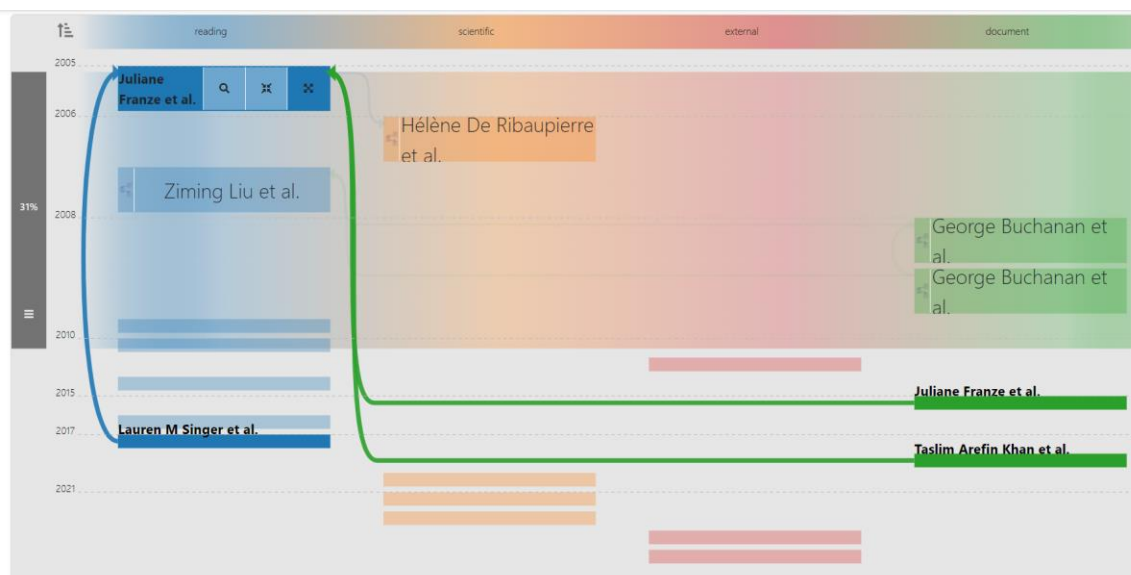 reading scientific external document
2005
Juliane
Franze et al.
2006
Hélène De Ribaupierre
et al.
Ziming Liu et al.
31%
2008
George Buchanan et
al.
George Buchanan et
al.
2010
2015
Juliane Franze et al.
2017
Lauren M Singer et al.
Taslim Arefin Khan et al.
2021